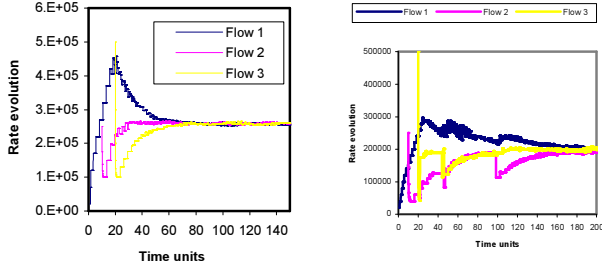 6.E+05
5.E+05
4.E+05
3.E+05
2.E+05
1.E+05
0.E+00
Rate evolution
Flow 1
Flow 2
Flow 3
0 20 40 60 80 100 120 140
Time units
Flow 1 Flow 2 Flow 3
500000
400000
300000
200000
100000
0
Rate evolution
0 20 40 60 80 100 120 140 160 180 200
Time units